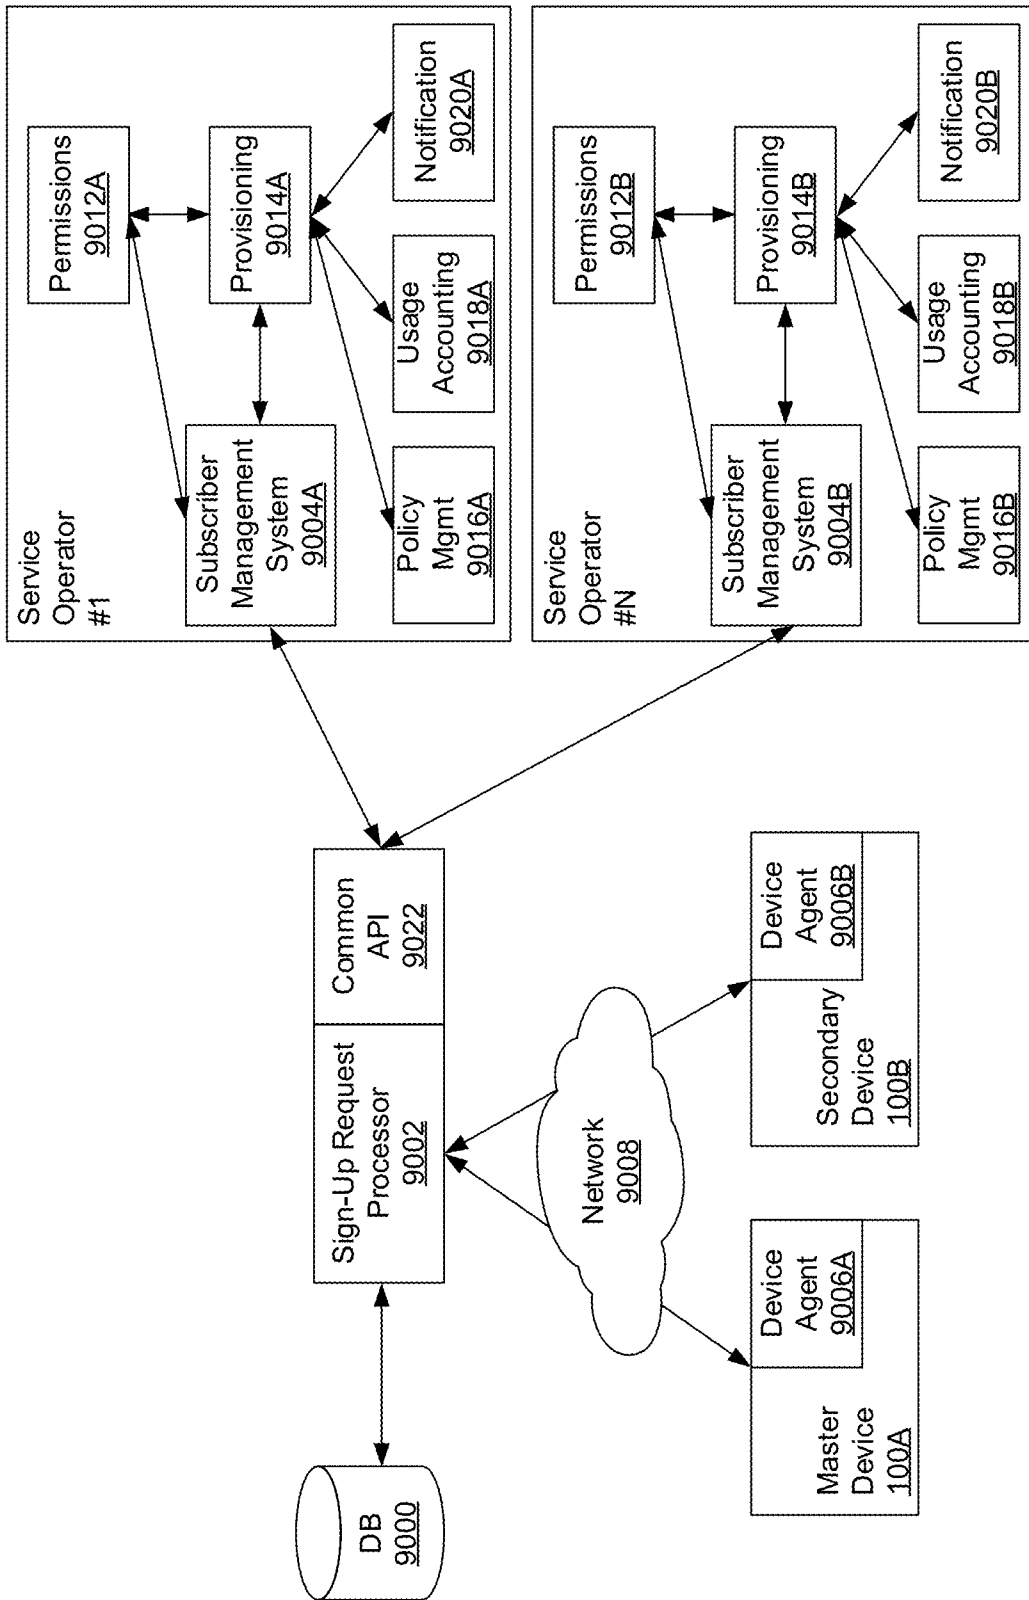 DB
9000
Sign-Up Request
Processor
9002
Common
API
9022
Network
9008
Master
Device
100A
Device
Agent
9006A
Secondary
Device
100B
Device
Agent
9006B
Service
Operator
#1
Subscriber
Management
System
9004A
Permissions
9012A
Provisioning
9014A
Policy
Mgmt
9016A
Usage
Accounting
9018A
Notification
9020A
Service
Operator
#N
Subscriber
Management
System
9004B
Permissions
9012B
Provisioning
9014B
Policy
Mgmt
9016B
Usage
Accounting
9018B
Notification
9020B